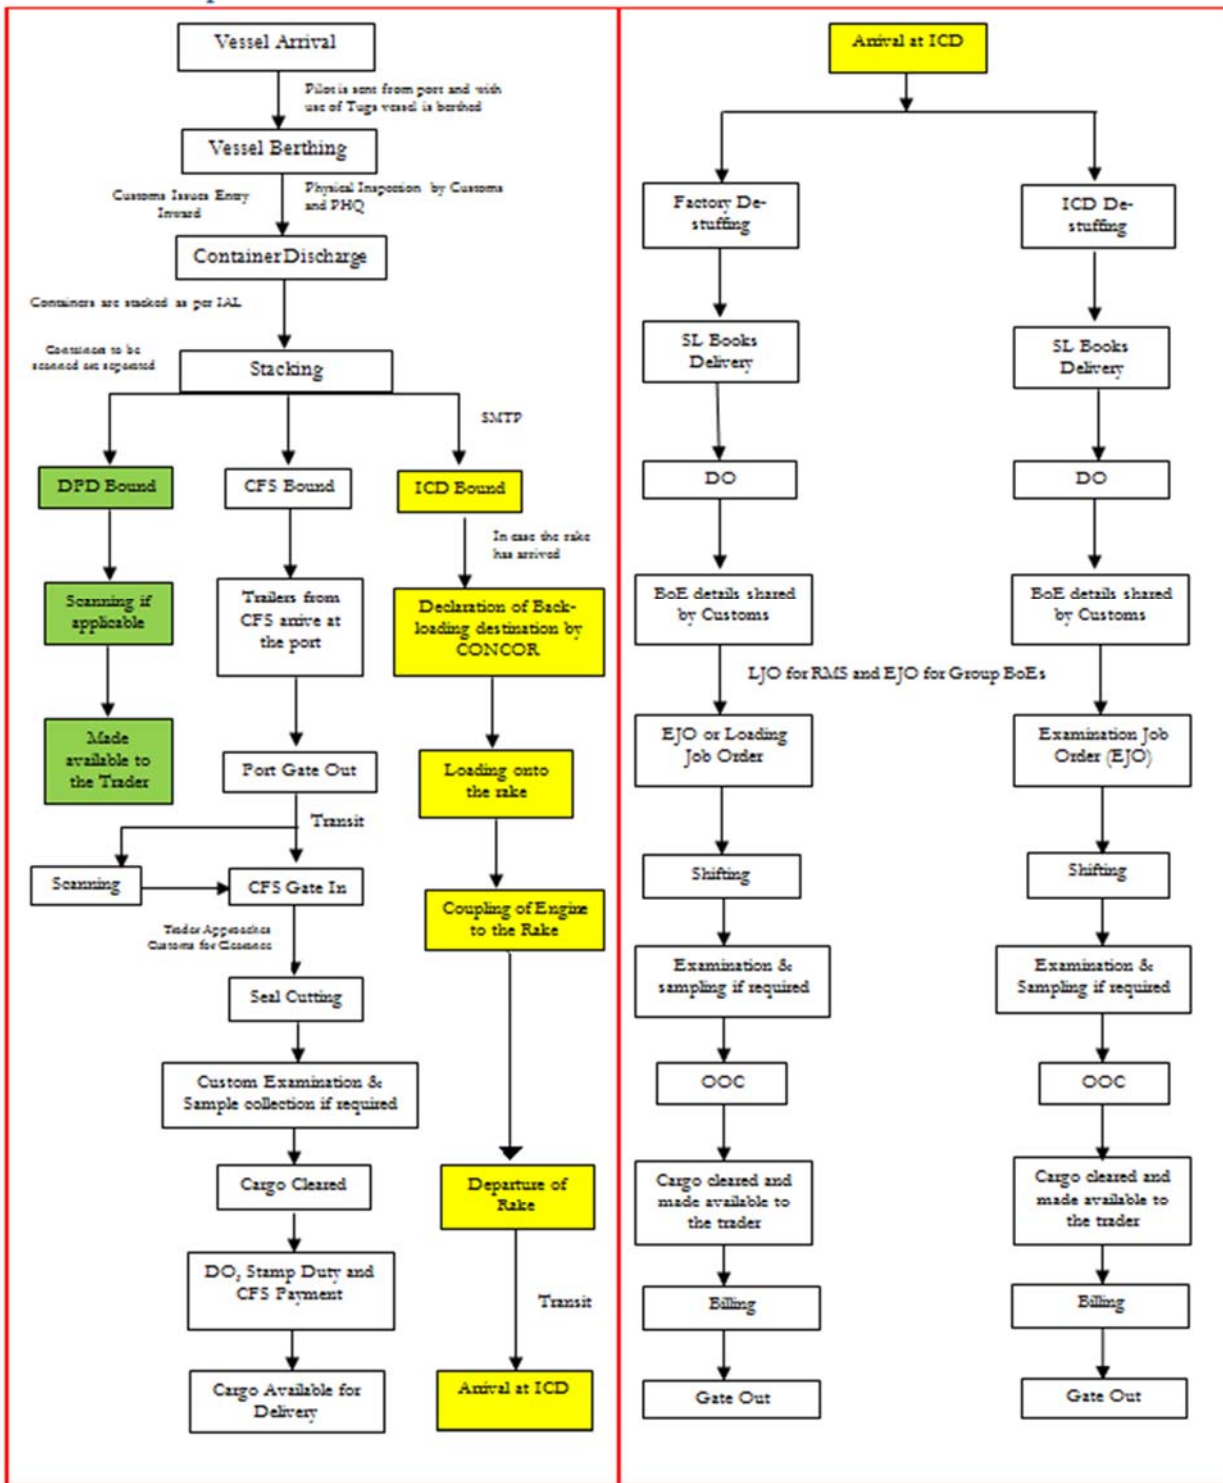 Vessel Arrival
Pilot is sent from port and with
use of Tugs vessel is berthed
Vessel Berthing
Customs Issues Entry
Inward
Physical Inspection by Customs
and PHQ
Container Discharge
Containers are stacked as per IAL
Containers to be
scanned are separated
Stacking
SMTP
DPD Bound
CFS Bound
ICD Bound
In case the rake
has arrived
Scanning if
applicable
Trailers from
CFS arrive at
the port
Declaration of Back-
loading destination by
CONCOR
Made
available to
the Trader
Port Gate Out
Loading onto
the rake
Transit
Scanning
CFS Gate In
Coupling of Engine
to the Rake
Trader Approaches
Customs for Clearence
Seal Cutting
Custom Examination &
Sample collection if required
Cargo Cleared
Departure of
Rake
DO, Stamp Duty and
CFS Payment
Transit
Cargo Available for
Delivery
Arrival at ICD
Arrival at ICD
Factory De-
stuffing
ICD De-
stuffing
SL Books
Delivery
SL Books
Delivery
DO
DO
BoE details shared
by Customs
BoE details shared
by Customs
LJO for RMS and EJO for Group BoEs
EJO or Loading
Job Order
Examination Job
Order (EJO)
Shifting
Shifting
Examination &
sampling if required
Examination &
Sampling if required
OOC
OOC
Cargo cleared and
made available to
the trader
Cargo cleared and
made available to
the trader
Billing
Billing
Gate Out
Gate Out